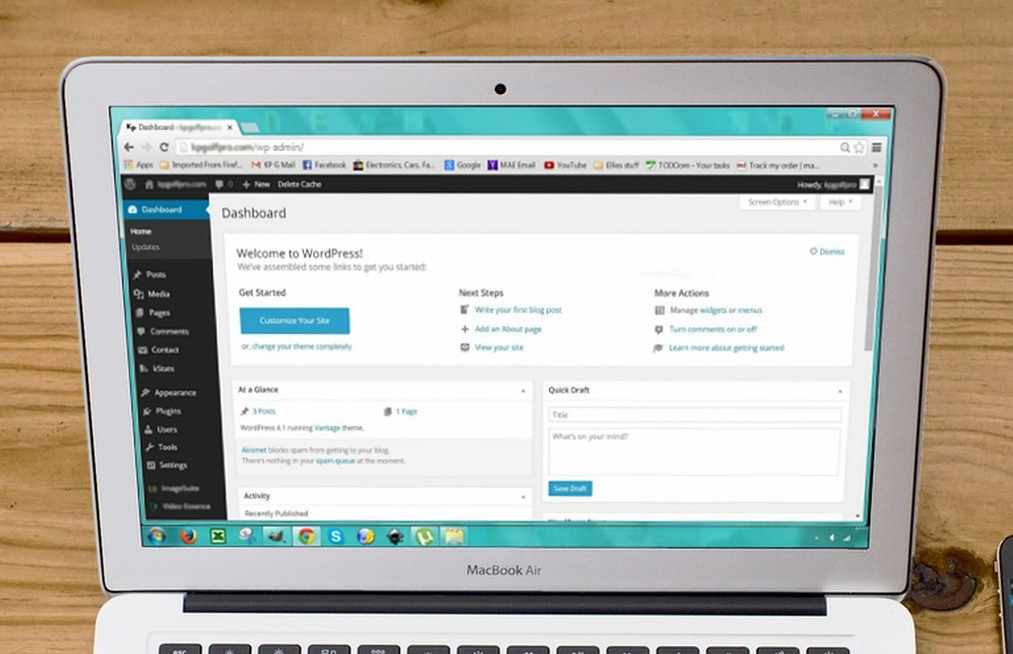 Dashboard - kpgolfpro.co
kpgolfpro.com/wp-admin/
Apps Imported From Firef... KP G Mail Facebook Electronics, Cars, Fa... Google MAE Email YouTube Ellies stuff TODOom - Your tasks Track my order | ma... »
kpgolfpro.com 0 + New Delete Cache Howdy, kpgolfpro
Dashboard
Home
Updates
Posts
Media
Pages
Comments
Contact
kStats
Appearance
Plugins
Users
Tools
Settings
ImageSuite
Video Essence
Screen Options Help
Dashboard
Welcome to WordPress!
Dismiss
We've assembled some links to get you started:
Get Started
Customize Your Site
or, change your theme completely
Next Steps
Write your first blog post
Add an About page
View your site
More Actions
Manage widgets or menus
Turn comments on or off
Learn more about getting started
At a Glance
3 Posts 1 Page
WordPress 4.1 running Vantage theme.
Akismet blocks spam from getting to your blog.
There's nothing in your spam queue at the moment.
Activity
Recently Published
Quick Draft
Title
What's on your mind?
Save Draft
MacBook Air
esc